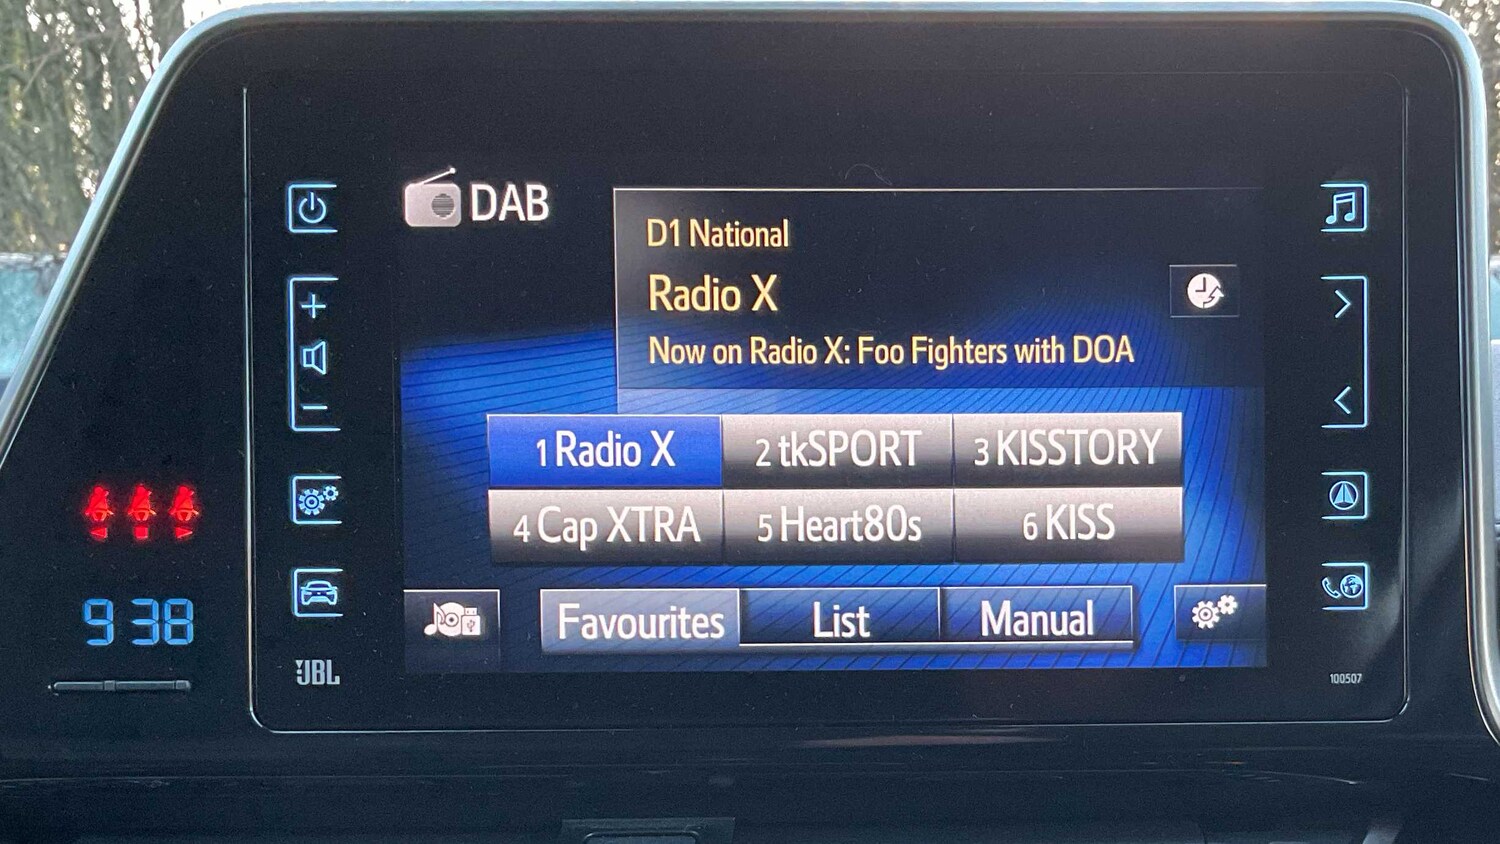 DAB
D1 National
Radio X
Now on Radio X: Foo Fighters with DOA
1 Radio X
2 tkSPORT
3 KISSTORY
4 Cap XTRA
5 Heart80s
6 KISS
Favourites
List
Manual
9 38
JBL
100507